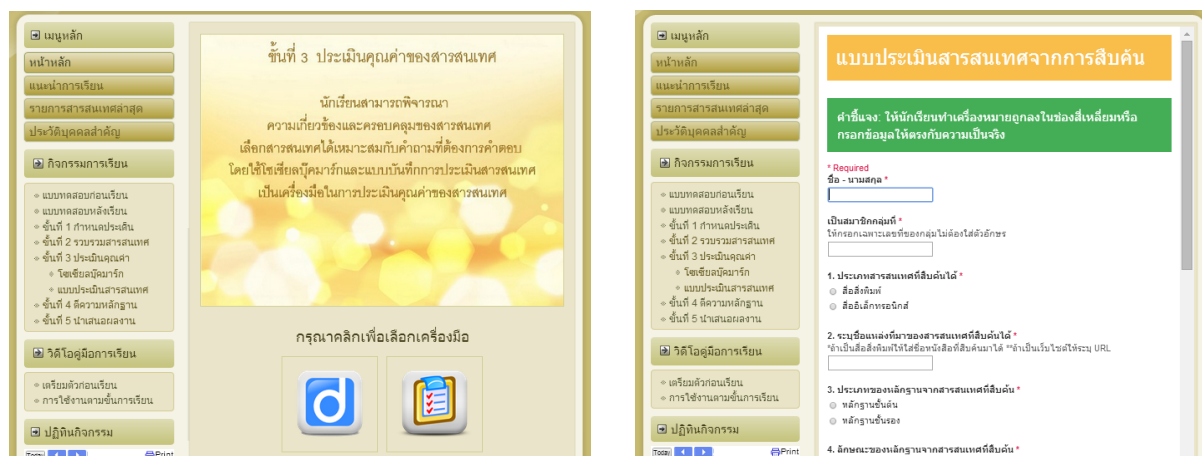 เมนูหลัก
หน้าหลัก
แนะนำการเรียน
รายการสารสนเทศล่าสุด
ประวัติบุคคลสำคัญ
กิจกรรมการเรียน
แบบทดสอบก่อนเรียน
แบบทดสอบหลังเรียน
ขั้นที่ 1 กำหนดประเด็น
ขั้นที่ 2 รวบรวมสารสนเทศ
ขั้นที่ 3 ประเมินคุณค่า
โซเชียลบุ๊คมาร์ก
แบบประเมินสารสนเทศ
ขั้นที่ 4 ตีความหลักฐาน
ขั้นที่ 5 นำเสนอผลงาน
วิดีโอคู่มือการเรียน
เตรียมตัวก่อนเรียน
การใช้งานตามขั้นการเรียน
ปฏิทินกิจกรรม
Today
Print
ขั้นที่ 3 ประเมินคุณค่าของสารสนเทศ
นักเรียนสามารถพิจารณา
ความเกี่ยวข้องและครอบคลุมของสารสนเทศ
เลือกสารสนเทศได้เหมาะสมกับคำถามที่ต้องการคำตอบ
โดยใช้โซเชียลบุ๊คมาร์กและแบบบันทึกการประเมินสารสนเทศ
เป็นเครื่องมือในการประเมินคุณค่าของสารสนเทศ
กรุณาคลิกเพื่อเลือกเครื่องมือ
d
เมนูหลัก
หน้าหลัก
แนะนำการเรียน
รายการสารสนเทศล่าสุด
ประวัติบุคคลสำคัญ
กิจกรรมการเรียน
แบบทดสอบก่อนเรียน
แบบทดสอบหลังเรียน
ขั้นที่ 1 กำหนดประเด็น
ขั้นที่ 2 รวบรวมสารสนเทศ
ขั้นที่ 3 ประเมินคุณค่า
โซเชียลบุ๊คมาร์ก
แบบประเมินสารสนเทศ
ขั้นที่ 4 ตีความหลักฐาน
ขั้นที่ 5 นำเสนอผลงาน
วิดีโอคู่มือการเรียน
เตรียมตัวก่อนเรียน
การใช้งานตามขั้นการเรียน
ปฏิทินกิจกรรม
Today
Print
แบบประเมินสารสนเทศจากการสืบค้น
คำชี้แจง: ให้นักเรียนทำเครื่องหมายถูกลงในช่องสี่เหลี่ยมหรือ
กรอกข้อมูลให้ตรงกับความเป็นจริง
* Required
ชื่อ - นามสกุล *
เป็นสมาชิกกลุ่มที่ *
ให้กรอกเฉพาะเลขที่ของกลุ่มไม่ต้องใส่ตัวอักษร
1. ประเภทสารสนเทศที่สืบค้นได้ *
สื่อสิ่งพิมพ์
สื่ออิเล็กทรอนิกส์
2. ระบุชื่อแหล่งที่มาของสารสนเทศที่สืบค้นได้ *
*ถ้าเป็นสื่อสิ่งพิมพ์ให้ใส่ชื่อหนังสือที่สืบค้นมาได้ **ถ้าเป็นเว็บไซต์ให้ระบุ URL
3. ประเภทของหลักฐานจากสารสนเทศที่สืบค้น *
หลักฐานชั้นต้น
หลักฐานชั้นรอง
4. ลักษณะของหลักฐานจากสารสนเทศที่สืบค้น *